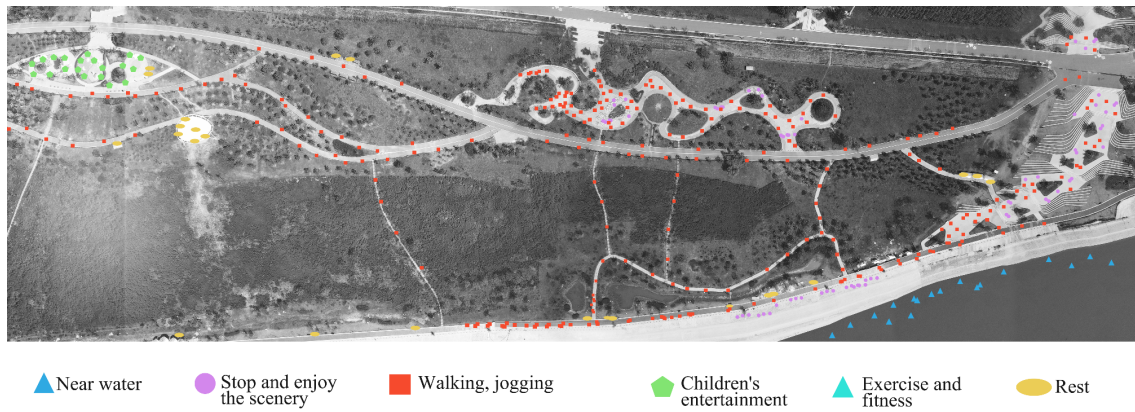 Near water
Stop and enjoy
the scenery
Walking, jogging
Children's
entertainment
Exercise and
fitness
Rest